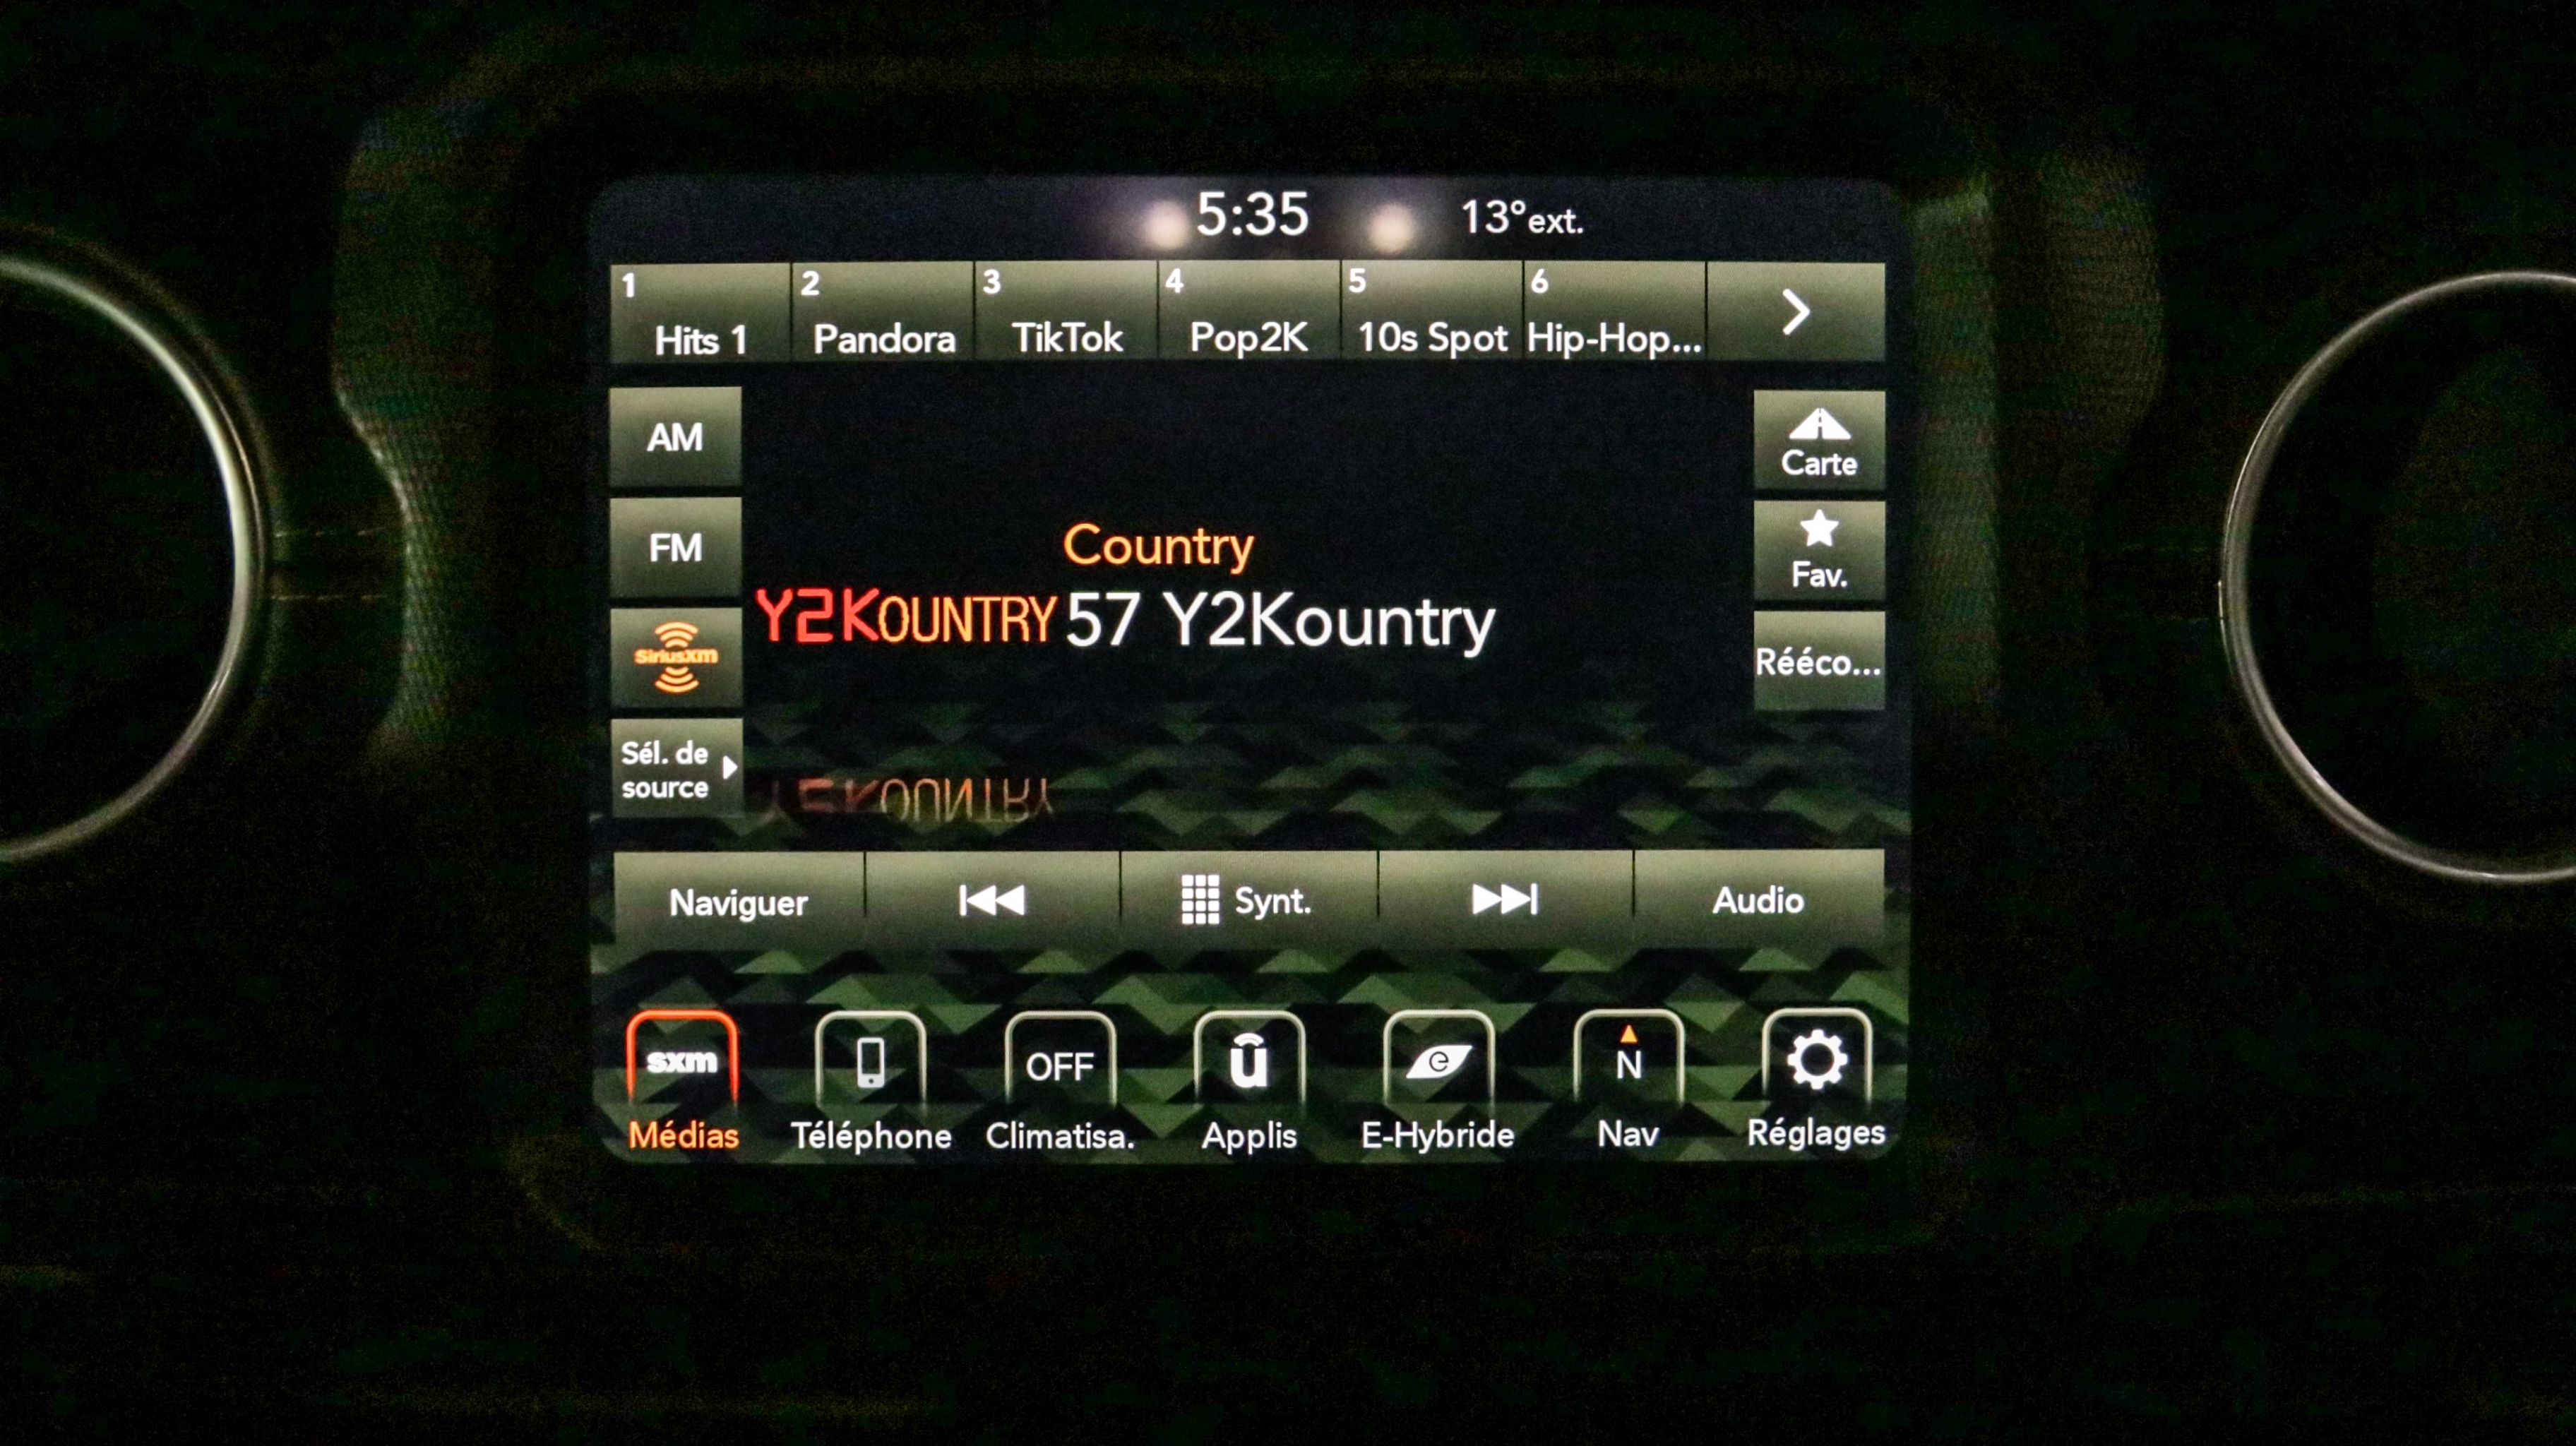 5:35
13°ext.
1
Hits 1
2
Pandora
3
TikTok
4
Pop2K
5
10s Spot
6
Hip-Hop...
AM
FM
SiriusXM
Sél. de
source
Country
Y2KOUNTRY
57 Y2Kountry
Y2KOUNTRY
Carte
Fav.
Rééco...
Naviguer
Synt.
Audio
sxm
Médias
Téléphone
OFF
Climatisa.
u
Applis
e
E-Hybride
N
Nav
Réglages